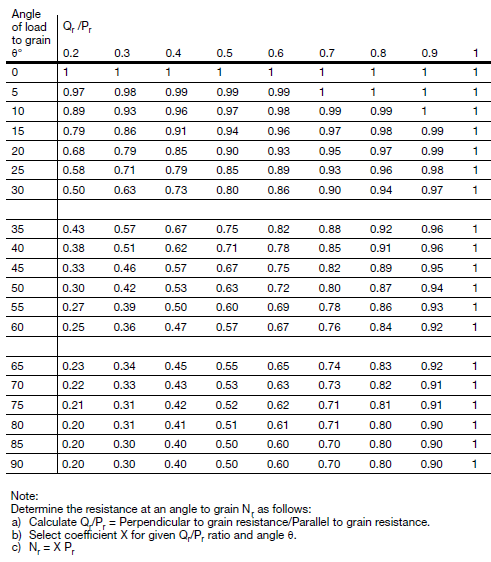 Angle
of load Qr /Pr
to grain
θ° 0.2 0.3 0.4 0.5 0.6 0.7 0.8 0.9 1
0 1 1 1 1 1 1 1 1 1
5 0.97 0.98 0.99 0.99 0.99 1 1 1 1
10 0.89 0.93 0.96 0.97 0.98 0.99 0.99 1 1
15 0.79 0.86 0.91 0.94 0.96 0.97 0.98 0.99 1
20 0.68 0.79 0.85 0.90 0.93 0.95 0.97 0.99 1
25 0.58 0.71 0.79 0.85 0.89 0.93 0.96 0.98 1
30 0.50 0.63 0.73 0.80 0.86 0.90 0.94 0.97 1
35 0.43 0.57 0.67 0.75 0.82 0.88 0.92 0.96 1
40 0.38 0.51 0.62 0.71 0.78 0.85 0.91 0.96 1
45 0.33 0.46 0.57 0.67 0.75 0.82 0.89 0.95 1
50 0.30 0.42 0.53 0.63 0.72 0.80 0.87 0.94 1
55 0.27 0.39 0.50 0.60 0.69 0.78 0.86 0.93 1
60 0.25 0.36 0.47 0.57 0.67 0.76 0.84 0.92 1
65 0.23 0.34 0.45 0.55 0.65 0.74 0.83 0.92 1
70 0.22 0.33 0.43 0.53 0.63 0.73 0.82 0.91 1
75 0.21 0.31 0.42 0.52 0.62 0.71 0.81 0.91 1
80 0.20 0.31 0.41 0.51 0.61 0.71 0.80 0.90 1
85 0.20 0.30 0.40 0.50 0.60 0.70 0.80 0.90 1
90 0.20 0.30 0.40 0.50 0.60 0.70 0.80 0.90 1
Note:
Determine the resistance at an angle to grain Nr as follows:
a) Calculate Qr/Pr = Perpendicular to grain resistance/Parallel to grain resistance.
b) Select coefficient X for given Qr/Pr ratio and angle θ.
c) Nr = X Pr